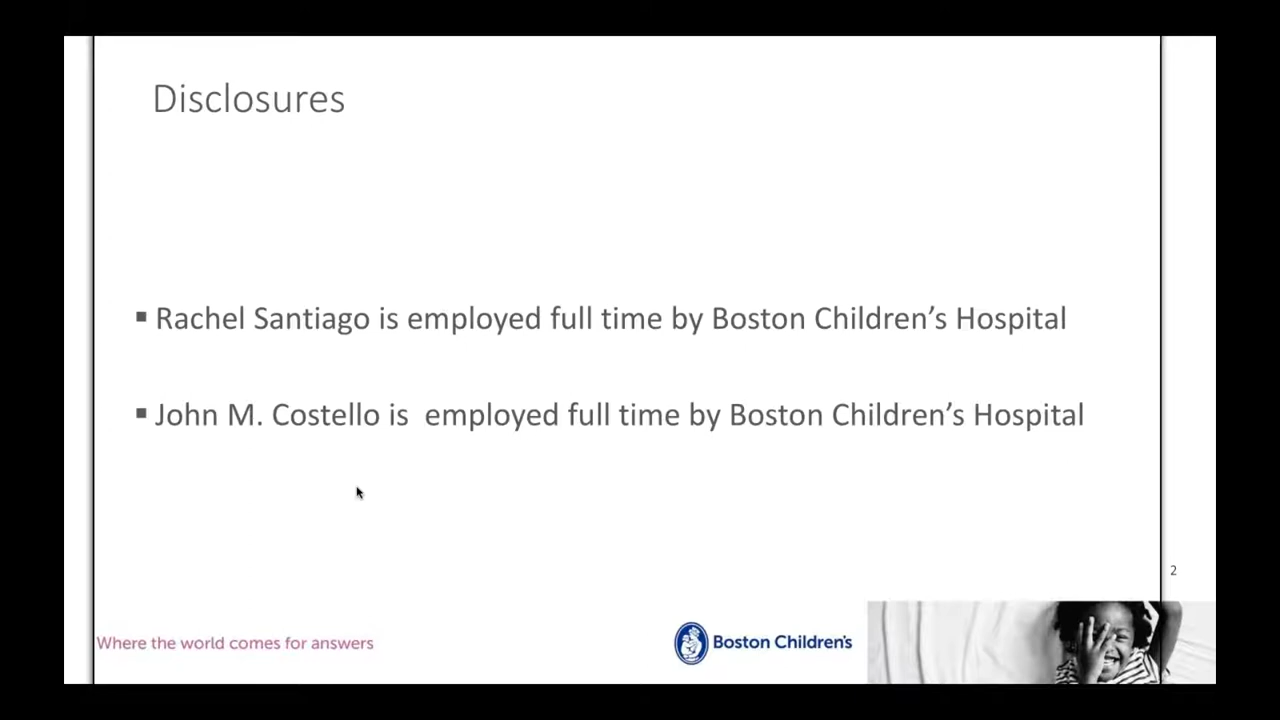 Disclosures
▪ Rachel Santiago is employed full time by Boston Children’s Hospital
▪ John M. Costello is  employed full time by Boston Children’s Hospital
2
Where the world comes for answers
Boston Children's